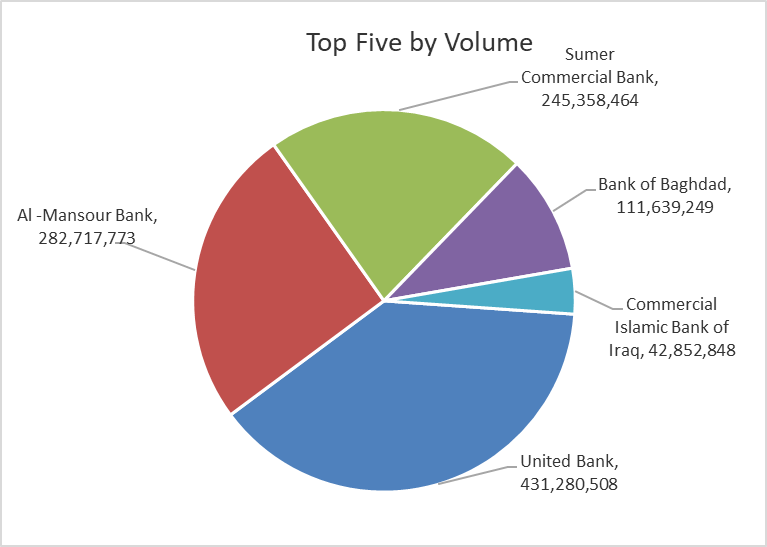 Top Five by Volume
Sumer
Commercial Bank,
245,358,464
Bank of Baghdad,
111,639,249
Al -Mansour Bank,
282,717,773
Commercial
Islamic Bank of
Iraq, 42,852,848
United Bank,
431,280,508